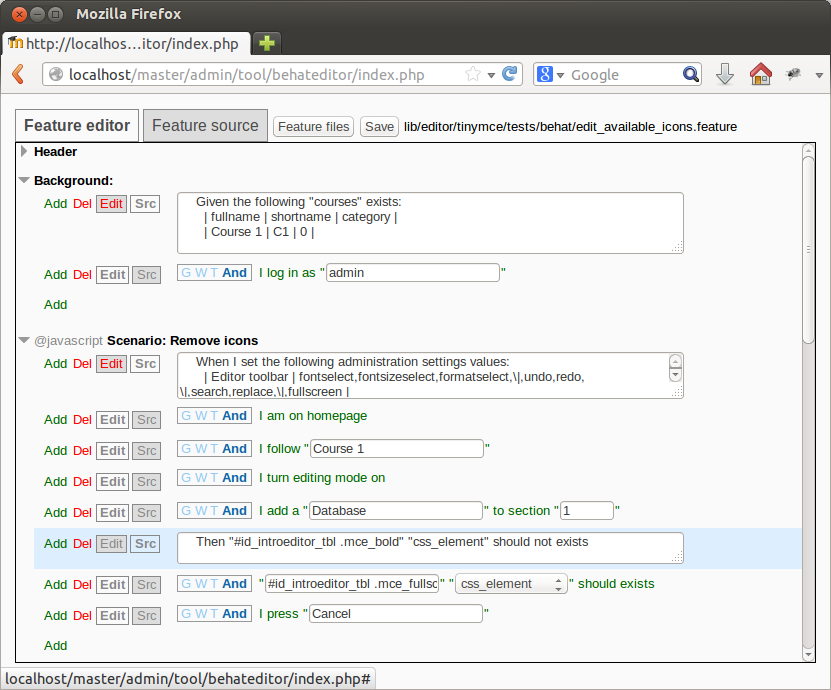 Mozilla Firefox
http://localhos...itor/index.php
localhost/master/admin/tool/behateditor/index.php
Google
Feature editor Feature source Feature files Save lib/editor/tinymce/tests/behat/edit_available_icons.feature
Header
Background:
Add Del Edit Src Given the following "courses" exists:
| fullname | shortname | category |
| Course 1 | C1 | 0 |
Add Del Edit Src G W T And I log in as "admin"
Add
@javascript Scenario: Remove icons
Add Del Edit Src When I set the following administration settings values:
| Editor toolbar | fontselect,fontsizeselect,formatselect,\|,undo,redo,
\|,search,replace,\|,fullscreen |
Add Del Edit Src G W T And I am on homepage
Add Del Edit Src G W T And I follow "Course 1"
Add Del Edit Src G W T And I turn editing mode on
Add Del Edit Src G W T And I add a "Database" to section "1"
Add Del Edit Src Then "#id_introeditor_tbl .mce_bold" "css_element" should not exists
Add Del Edit Src G W T And "#id_introeditor_tbl .mce_fullsc" "css_element" should exists
Add Del Edit Src G W T And I press "Cancel"
Add
localhost/master/admin/tool/behateditor/index.php#